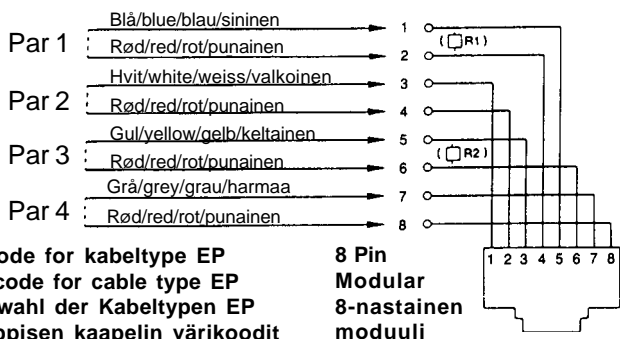 Blå/blue/blau/sininen 1
Par 1 (R1)
Rød/red/rot/punainen 2
Hvit/white/weiss/valkoinen 3
Par 2
Rød/red/rot/punainen 4
Gul/yellow/gelb/keltainen 5
Par 3 (R2)
Rød/red/rot/punainen 6
Grå/grey/grau/harmaa 7
Par 4
Rød/red/rot/punainen 8
1 2 3 4 5 6 7 8
ode for kabeltype EP 8 Pin
code for cable type EP Modular
wahl der Kabeltypen EP 8-nastainen
ppisen kaapelin värikoodit moduuli